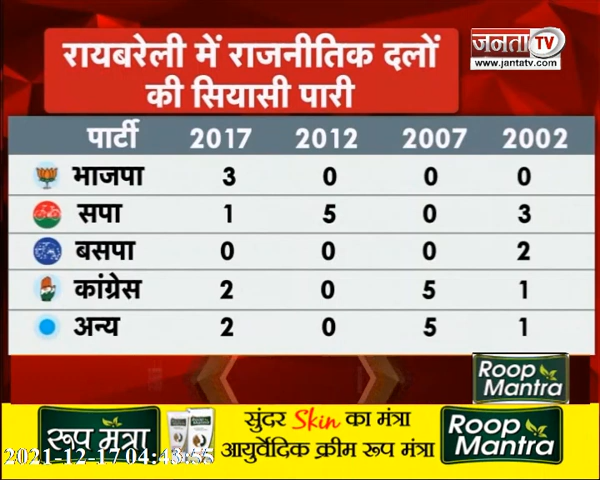 रायबरेली में राजनीतिक दलों
की सियासी पारी
जनता TV
www.jantatv.com
पार्टी 2017 2012 2007 2002
भाजपा 3 0 0 0
सपा 1 5 0 3
बसपा 0 0 0 2
कांग्रेस 2 0 5 1
अन्य 2 0 5 1
Roop
Mantra
रूप मंत्रा
सुंदर Skin का मंत्रा
आयुर्वेदिक क्रीम रूप मंत्रा
Roop
Mantra
2021-12-17 04:43:55